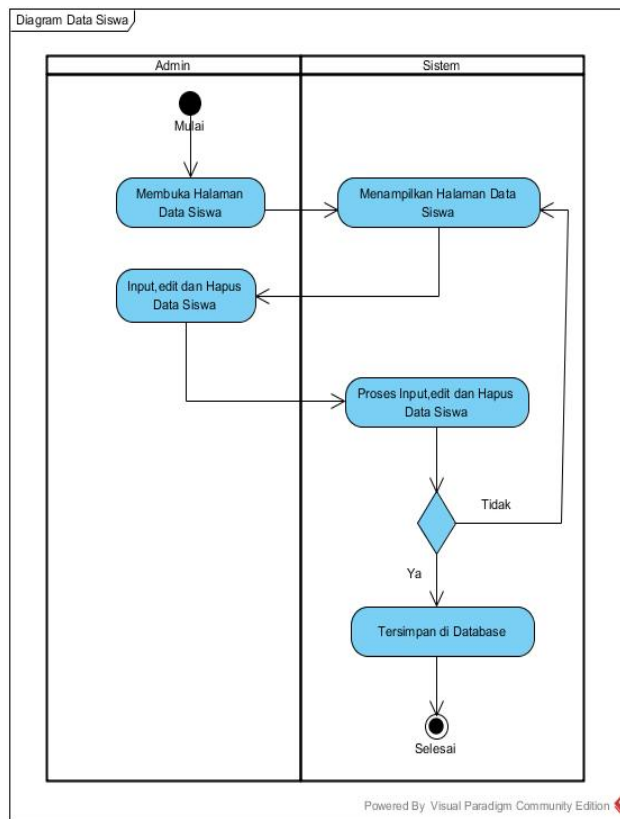 Diagram Data Siswa
Admin
Sistem
Mulai
Membuka Halaman
Data Siswa
Menampilkan Halaman Data
Siswa
Input,edit dan Hapus
Data Siswa
Proses Input,edit dan Hapus
Data Siswa
Tidak
Ya
Tersimpan di Database
Selesai
Powered By Visual Paradigm Community Edition